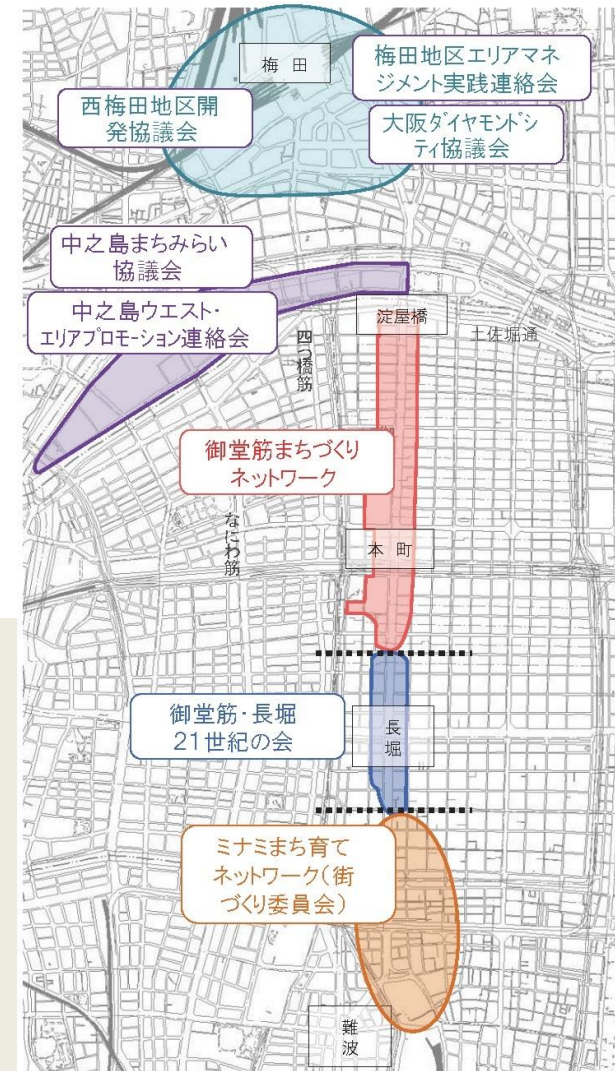 梅 田
梅田地区エリアマネ
ジメント実践連絡会
西梅田地区開
発協議会
大阪ダイヤモンドシ
ティ協議会
中之島まちみらい
協議会
中之島ウエスト・
エリアプロモーション連絡会
淀屋橋
土佐堀通
四つ橋筋
御堂筋まちづくり
ネットワーク
なにわ筋
本 町
御堂筋・長堀
21世紀の会
長
堀
ミナミまち育て
ネットワーク(街
づくり委員会)
難
波